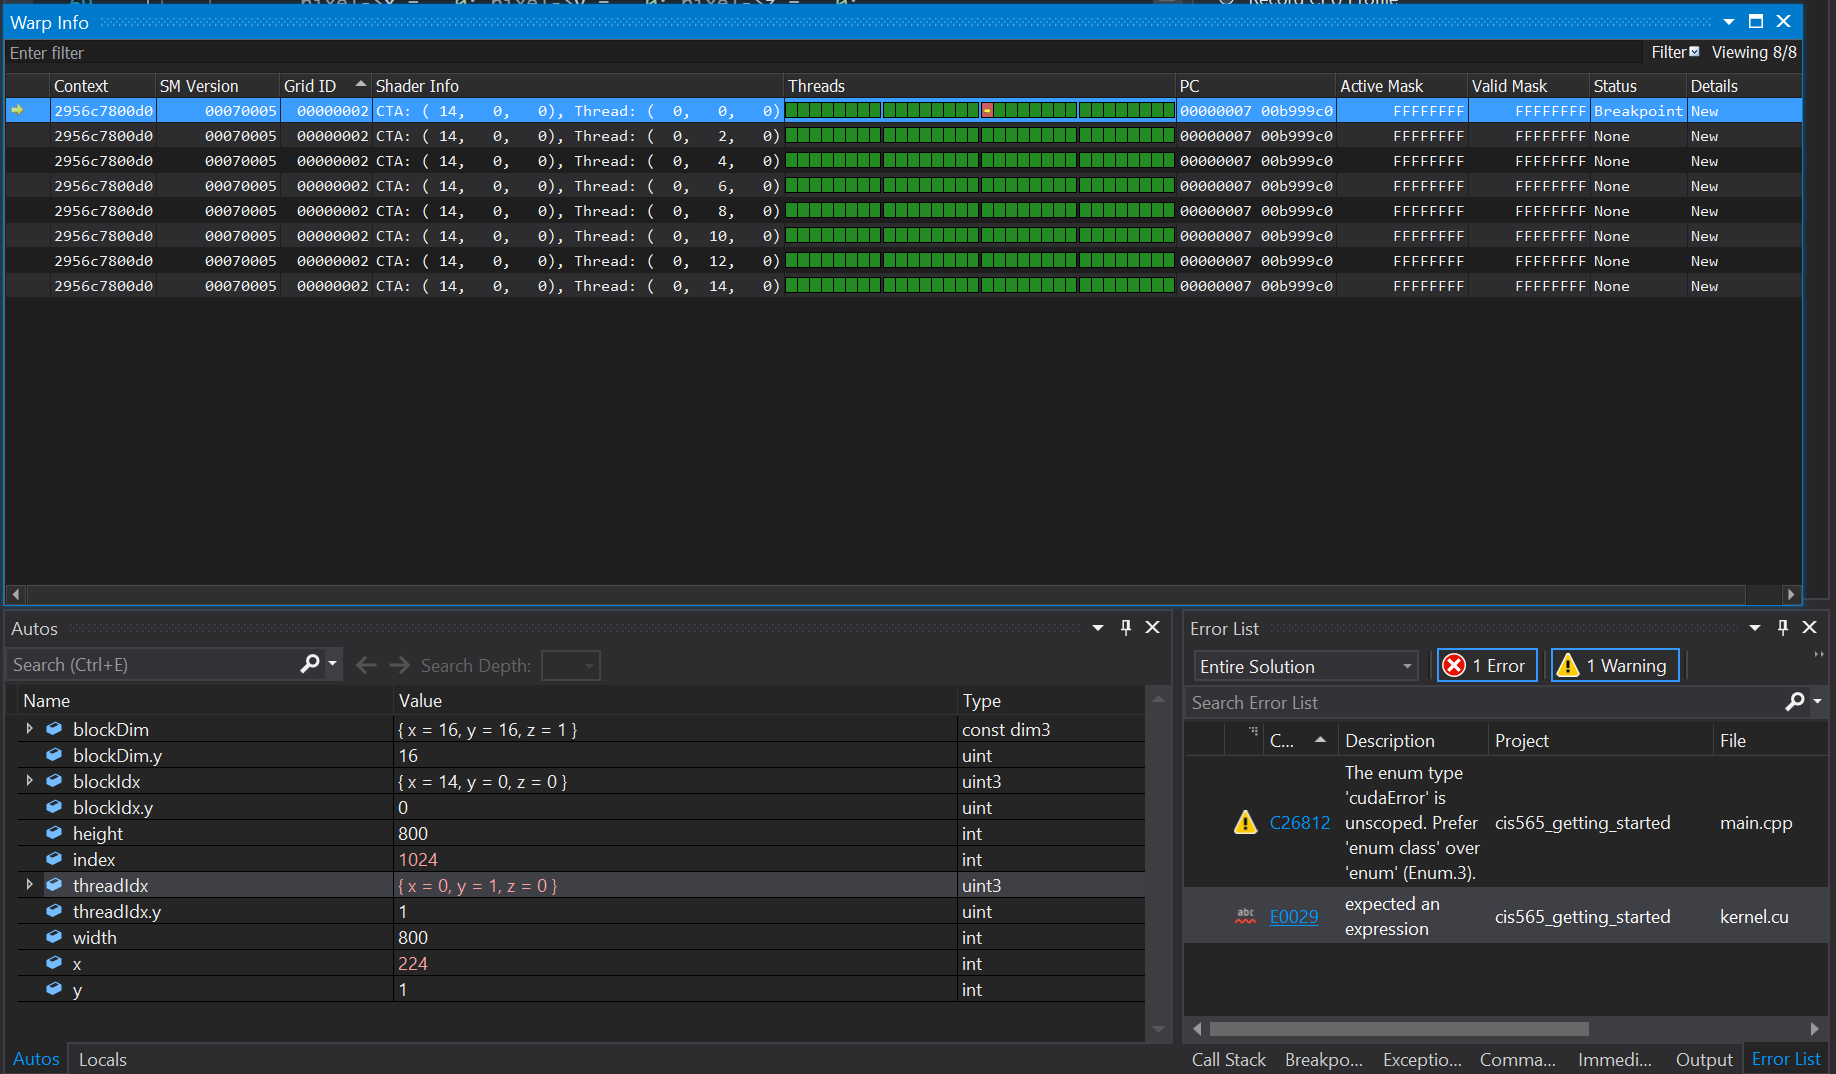 Warp Info
Enter filter
Filter Viewing 8/8
Context SM Version Grid ID Shader Info Threads PC Active Mask Valid Mask Status Details
2956c7800d0 00070005 00000002 CTA: ( 14, 0, 0), Thread: ( 0, 0, 0) 00000007 00b999c0 FFFFFFFF FFFFFFFF Breakpoint New
2956c7800d0 00070005 00000002 CTA: ( 14, 0, 0), Thread: ( 0, 2, 0) 00000007 00b999c0 FFFFFFFF FFFFFFFF None New
2956c7800d0 00070005 00000002 CTA: ( 14, 0, 0), Thread: ( 0, 4, 0) 00000007 00b999c0 FFFFFFFF FFFFFFFF None New
2956c7800d0 00070005 00000002 CTA: ( 14, 0, 0), Thread: ( 0, 6, 0) 00000007 00b999c0 FFFFFFFF FFFFFFFF None New
2956c7800d0 00070005 00000002 CTA: ( 14, 0, 0), Thread: ( 0, 8, 0) 00000007 00b999c0 FFFFFFFF FFFFFFFF None New
2956c7800d0 00070005 00000002 CTA: ( 14, 0, 0), Thread: ( 0, 10, 0) 00000007 00b999c0 FFFFFFFF FFFFFFFF None New
2956c7800d0 00070005 00000002 CTA: ( 14, 0, 0), Thread: ( 0, 12, 0) 00000007 00b999c0 FFFFFFFF FFFFFFFF None New
2956c7800d0 00070005 00000002 CTA: ( 14, 0, 0), Thread: ( 0, 14, 0) 00000007 00b999c0 FFFFFFFF FFFFFFFF None New
Autos
Search (Ctrl+E) Search Depth:
Name Value Type
blockDim { x = 16, y = 16, z = 1 } const dim3
blockDim.y 16 uint
blockIdx { x = 14, y = 0, z = 0 } uint3
blockIdx.y 0 uint
height 800 int
index 1024 int
threadIdx { x = 0, y = 1, z = 0 } uint3
threadIdx.y 1 uint
width 800 int
x 224 int
y 1 int
Autos Locals
Error List
Entire Solution 1 Error 1 Warning
Search Error List
C... Description Project File
The enum type
'cudaError' is
C26812 unscoped. Prefer cis565_getting_started main.cpp
'enum class' over
'enum' (Enum.3).
abc E0029 expected an cis565_getting_started kernel.cu
expression
Call Stack Breakpo... Exceptio... Comma... Immedi... Output Error List